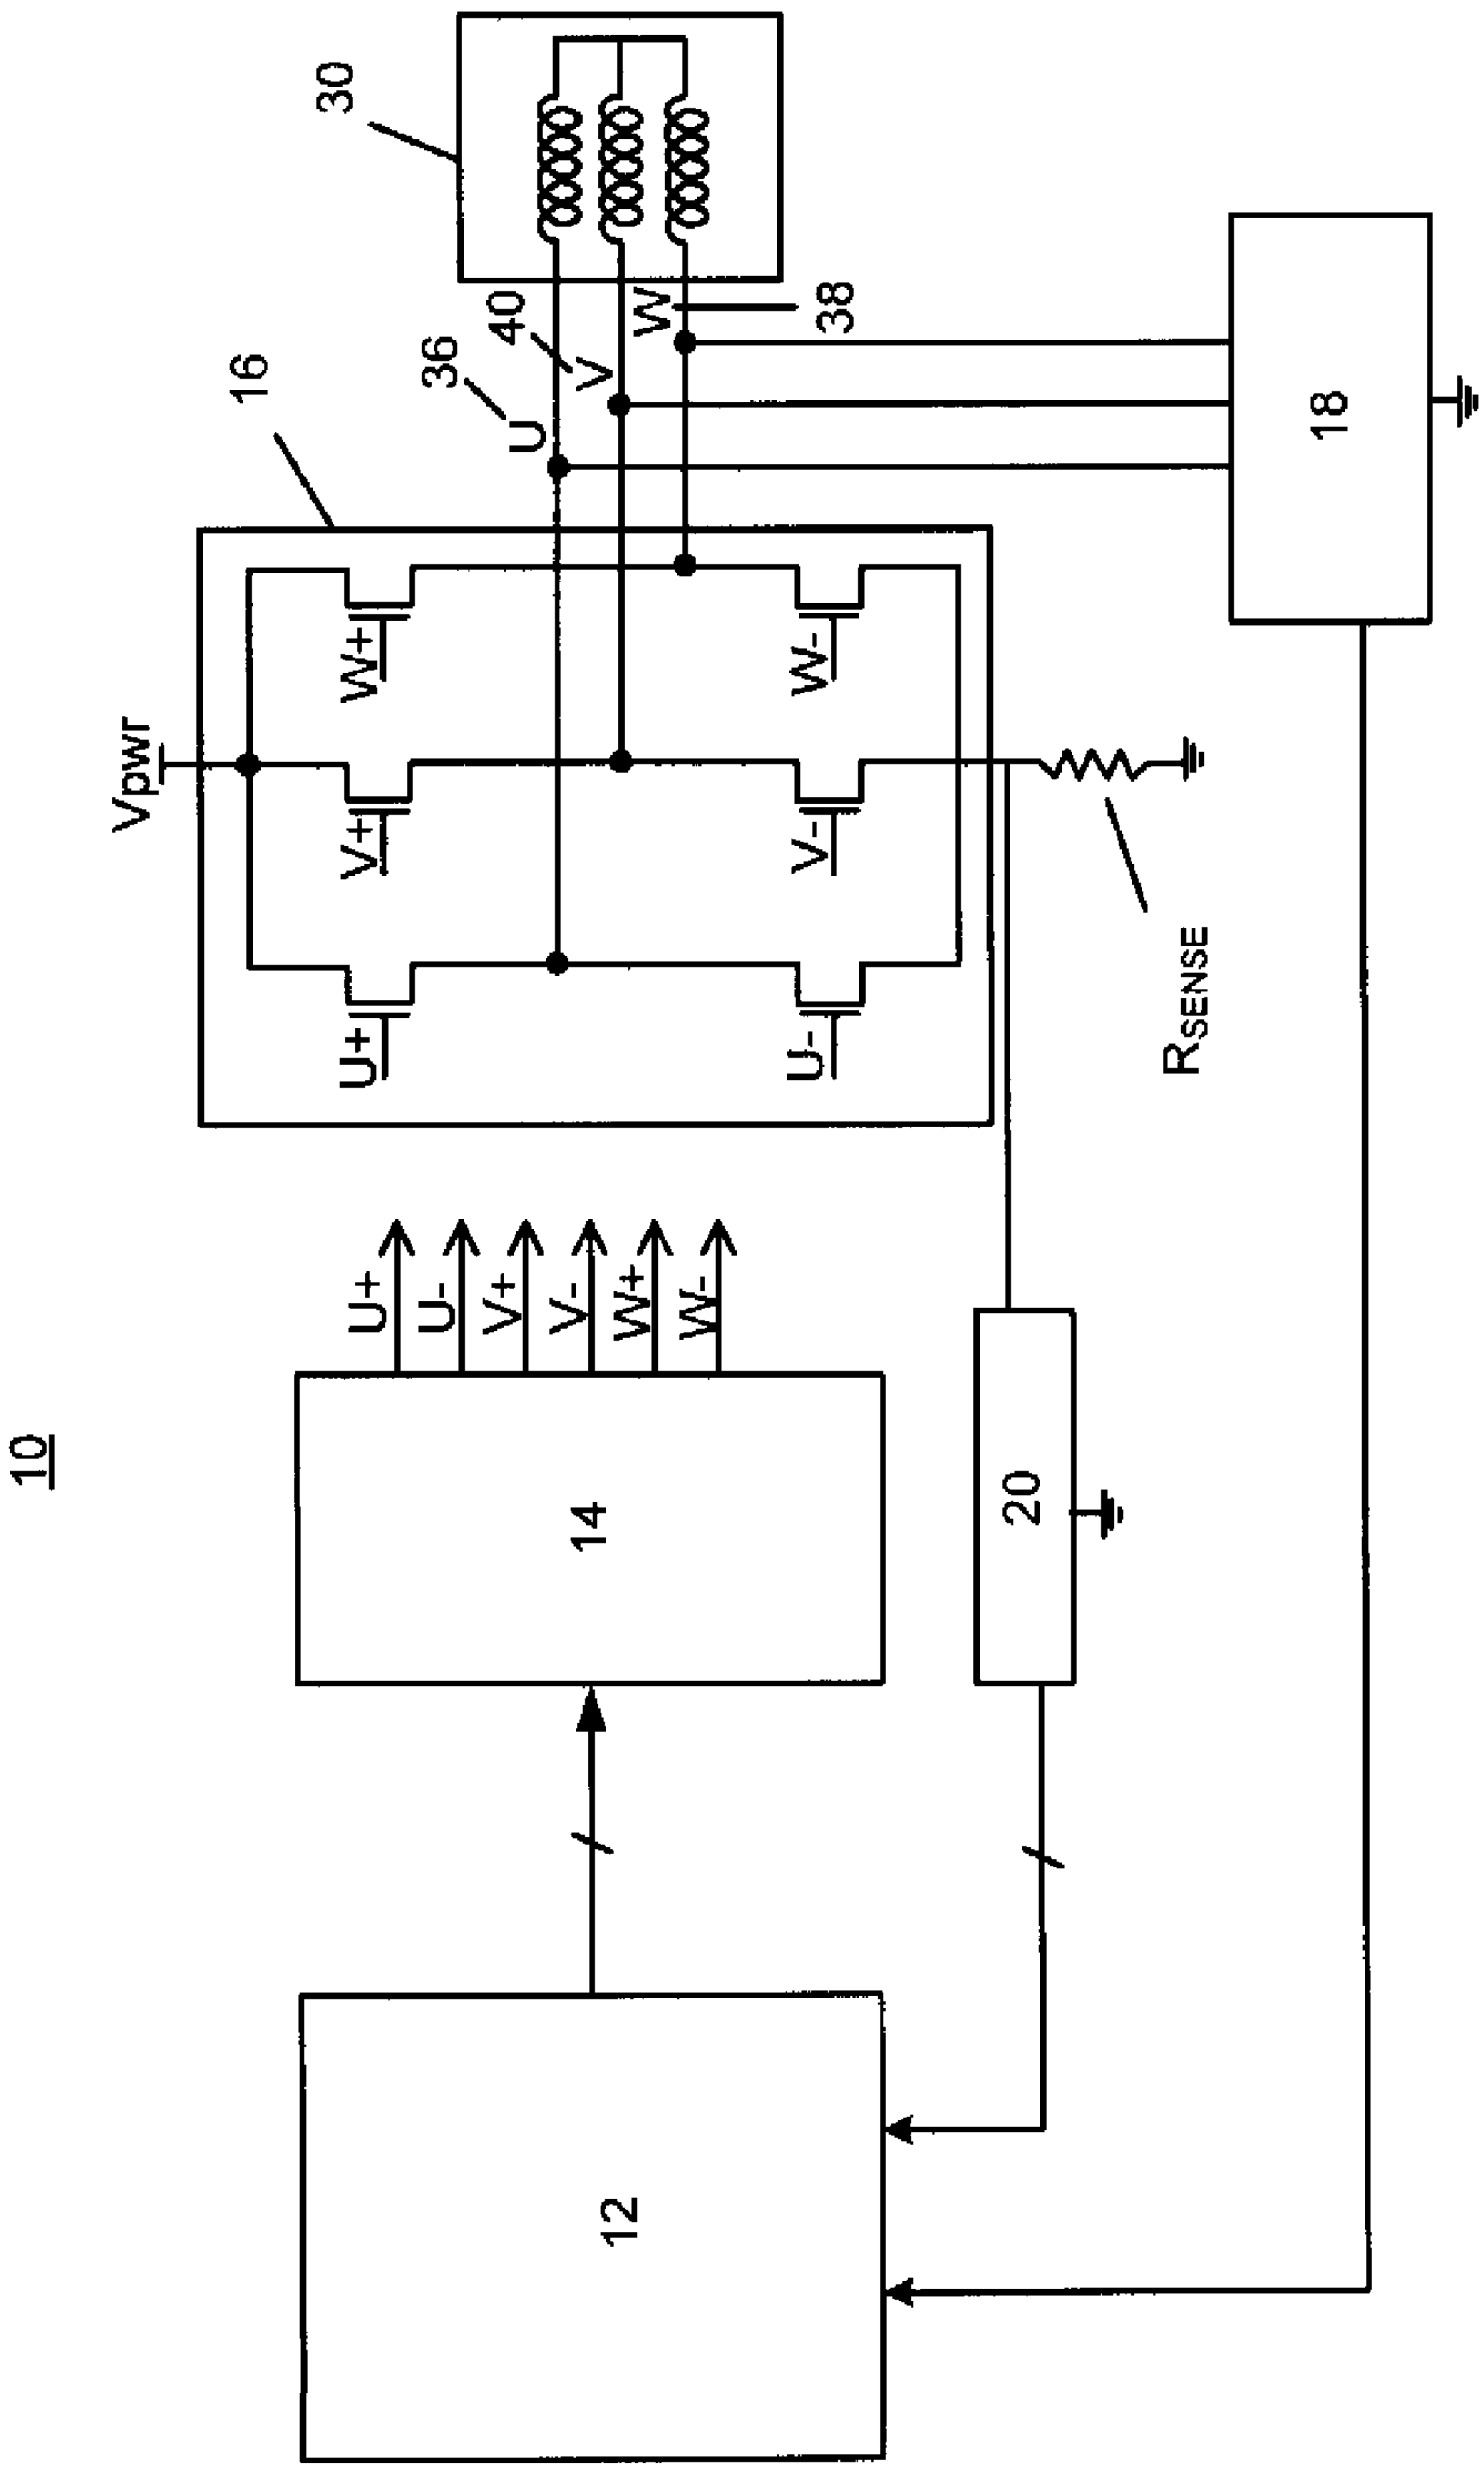 10
Vpwr
16
30
36
40
U
V
W
38
U+
V+
W+
U-
V-
W-
U+
U-
V+
V-
W+
W-
12
14
20
RSENSE
18